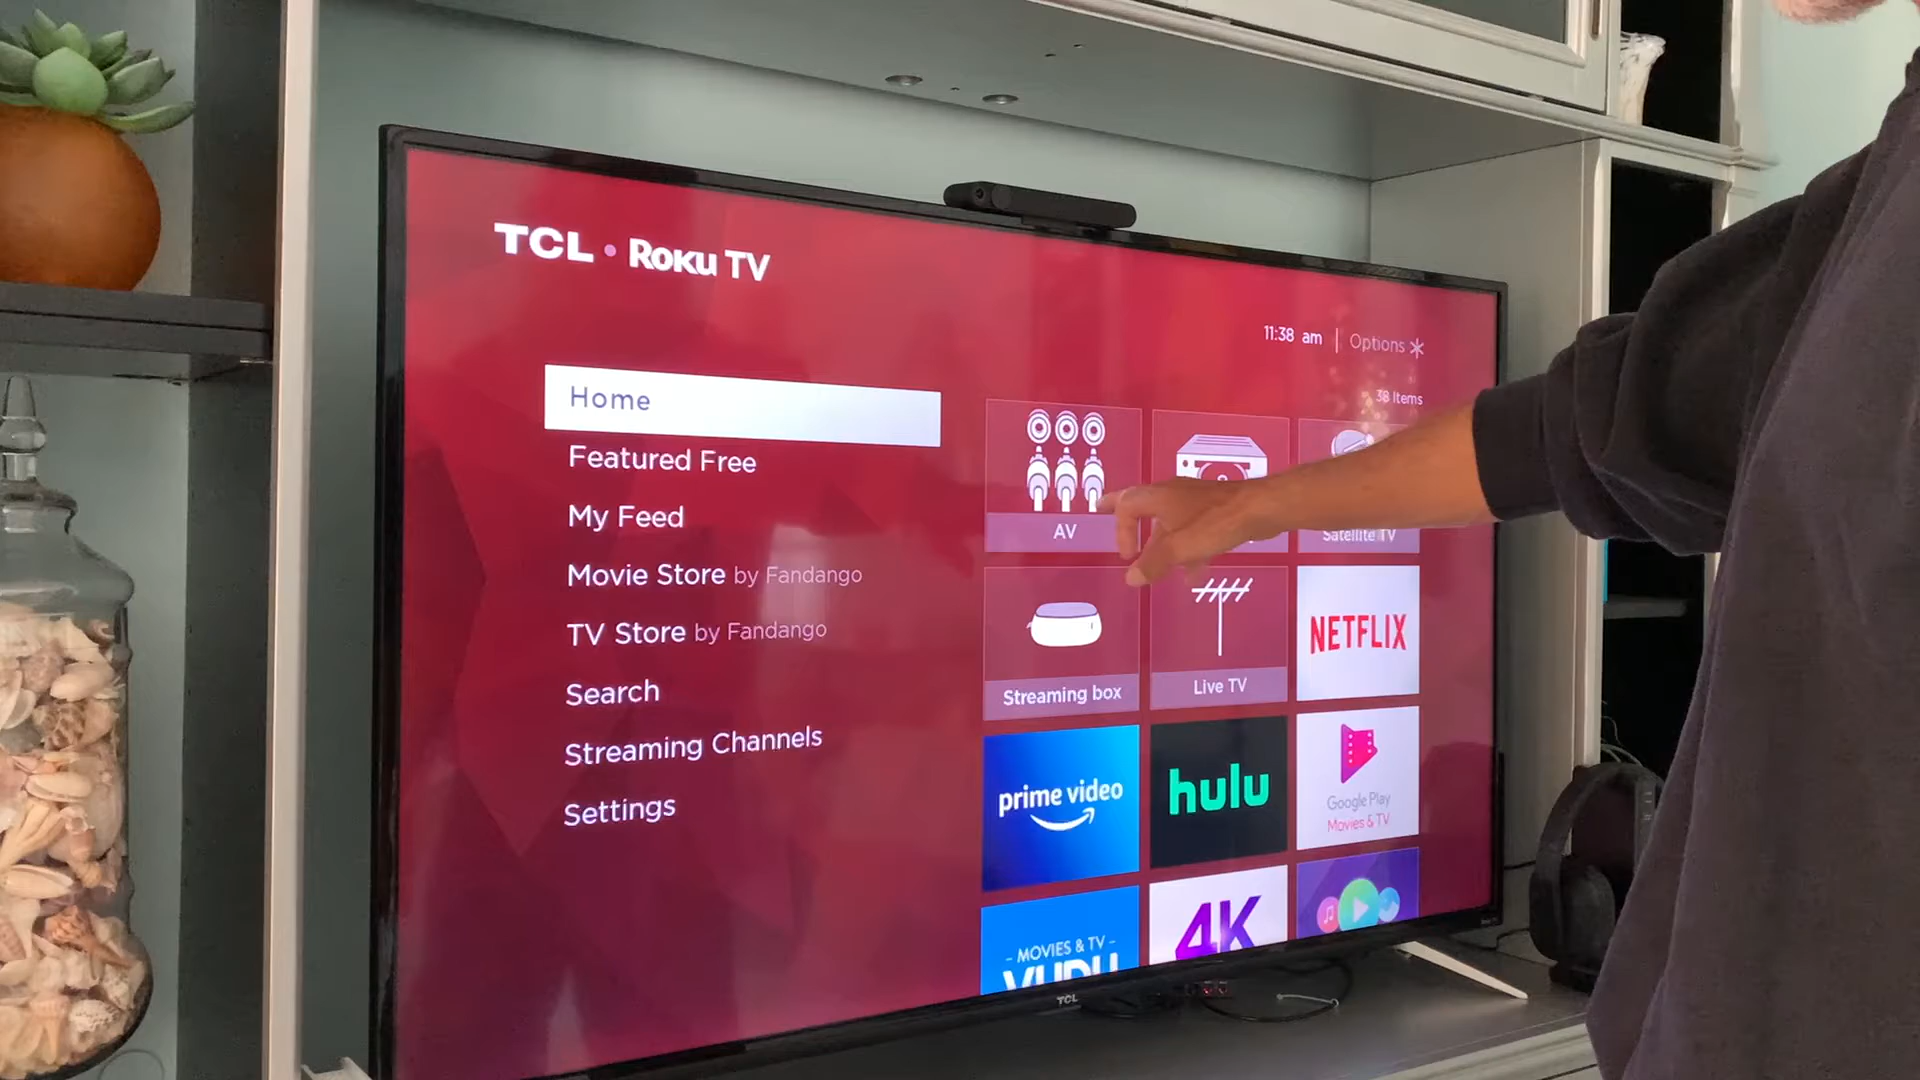 TCL • Roku TV
11:38 am | Options
38 Items
Home
Featured Free
My Feed
Movie Store by Fandango
TV Store by Fandango
Search
Streaming Channels
Settings
AV
Satellite TV
Streaming box
Live TV
NETFLIX
prime video
hulu
Google Play
Movies & TV
- MOVIES & TV -
VUDU
4K
TCL